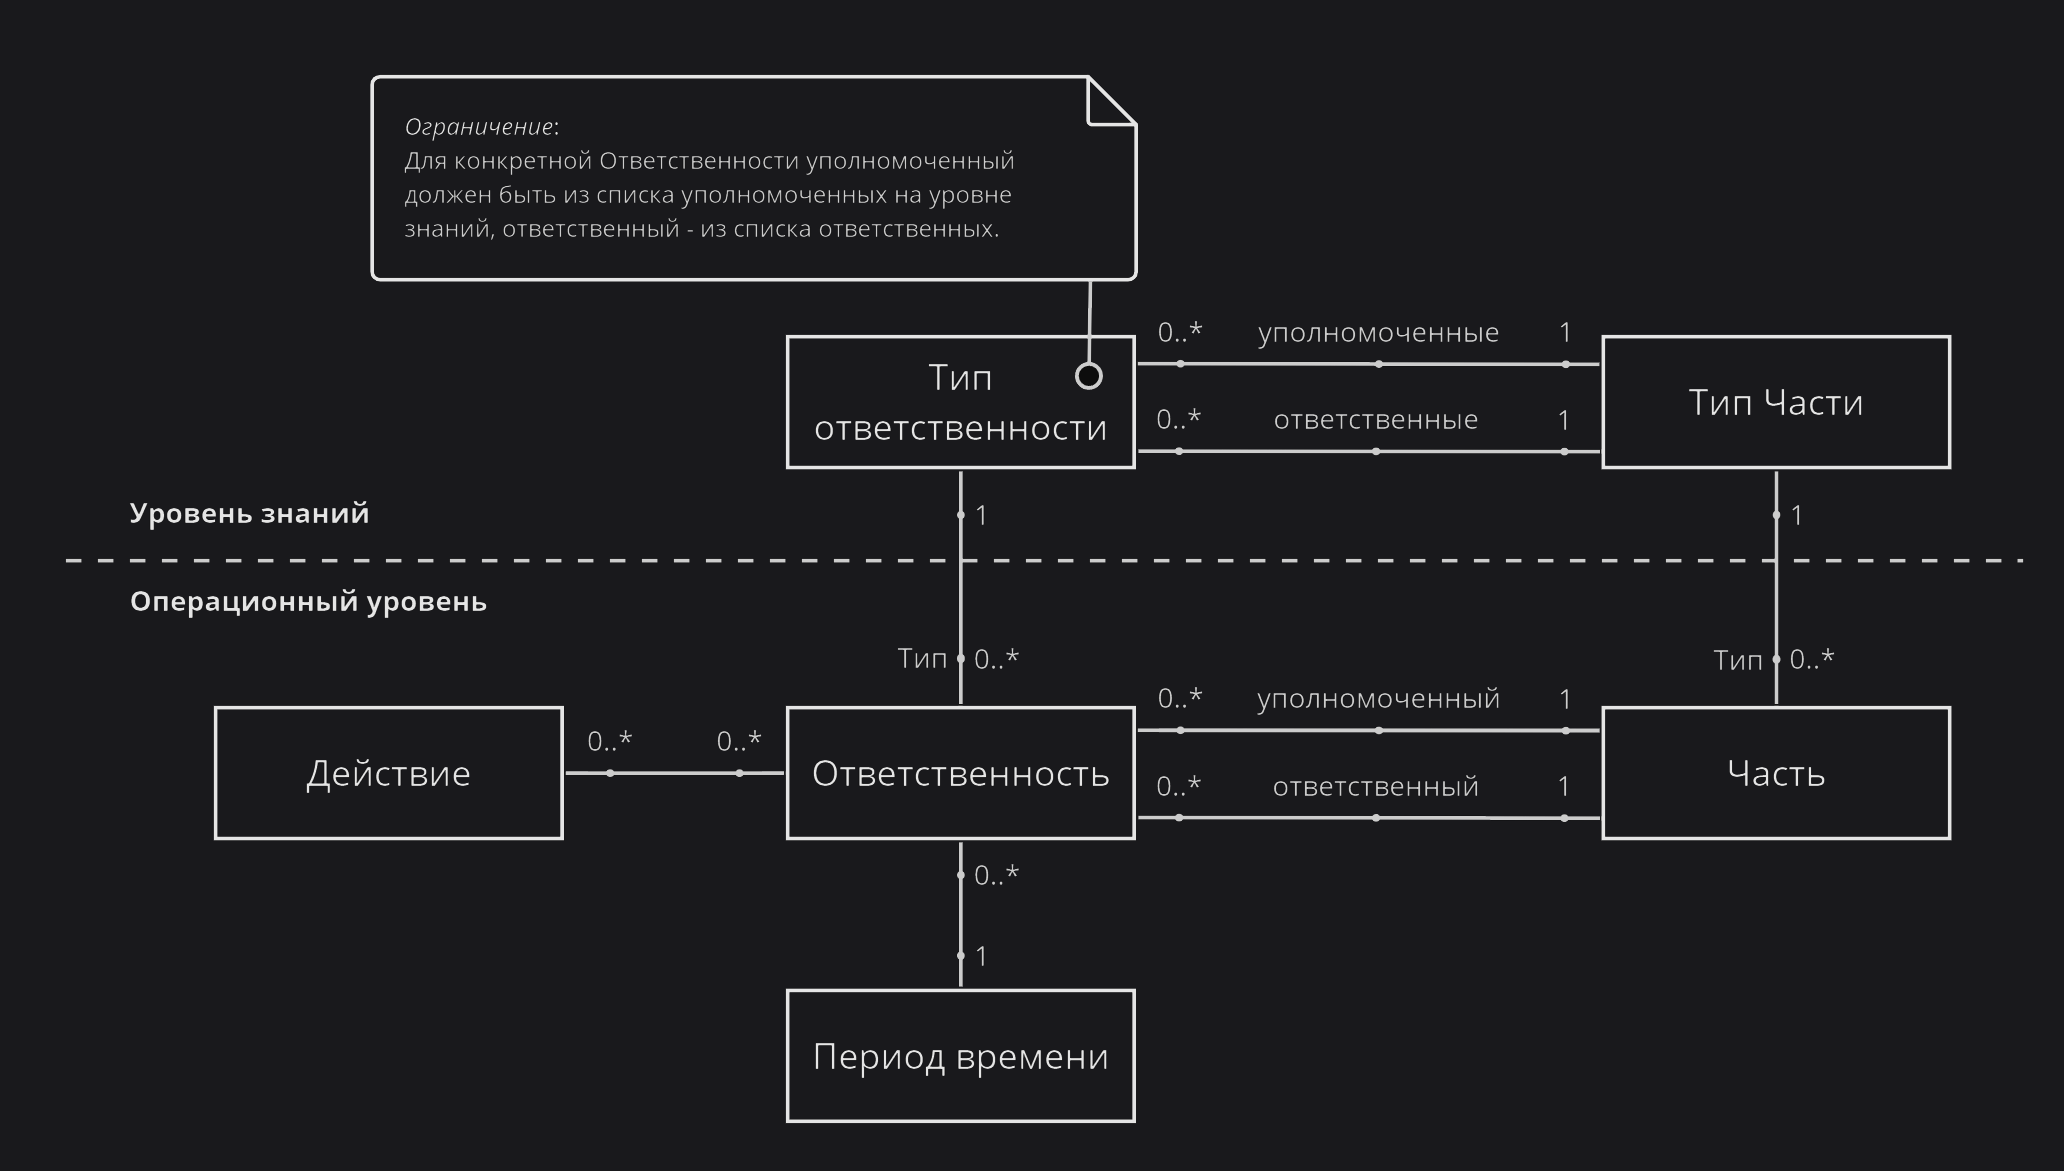 Ограничение:
Для конкретной Ответственности уполномоченный
должен быть из списка уполномоченных на уровне
знаний, ответственный - из списка ответственных.
0..* уполномоченные 1
Тип
ответственности
Тип Части
0..* ответственные 1
Уровень знаний
1
1
Операционный уровень
Тип 0..*
Тип 0..*
0..* уполномоченный 1
0..* 0..*
Действие
Ответственность
Часть
0..* ответственный 1
0..*
1
Период времени